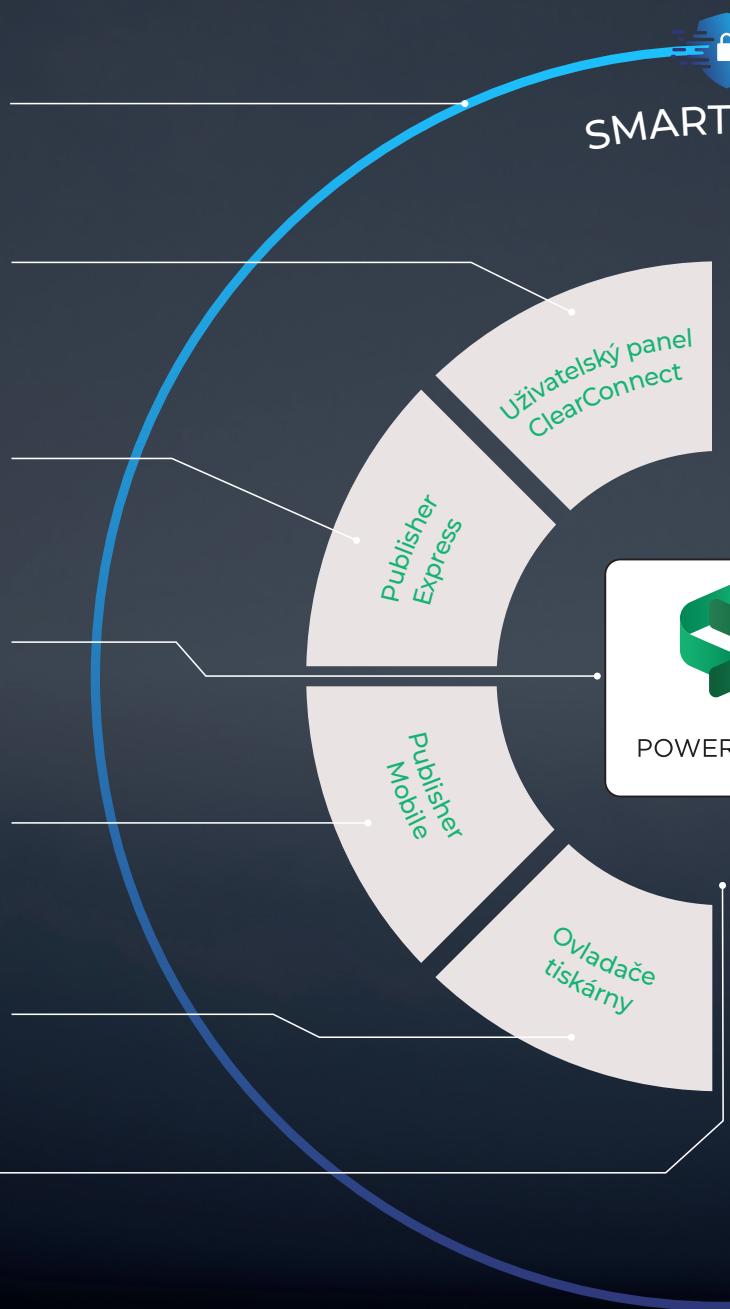 SMART
Uživatelský panel
ClearConnect
Publisher
Express
POWER
Publisher
Mobile
Ovladače
tiskárny